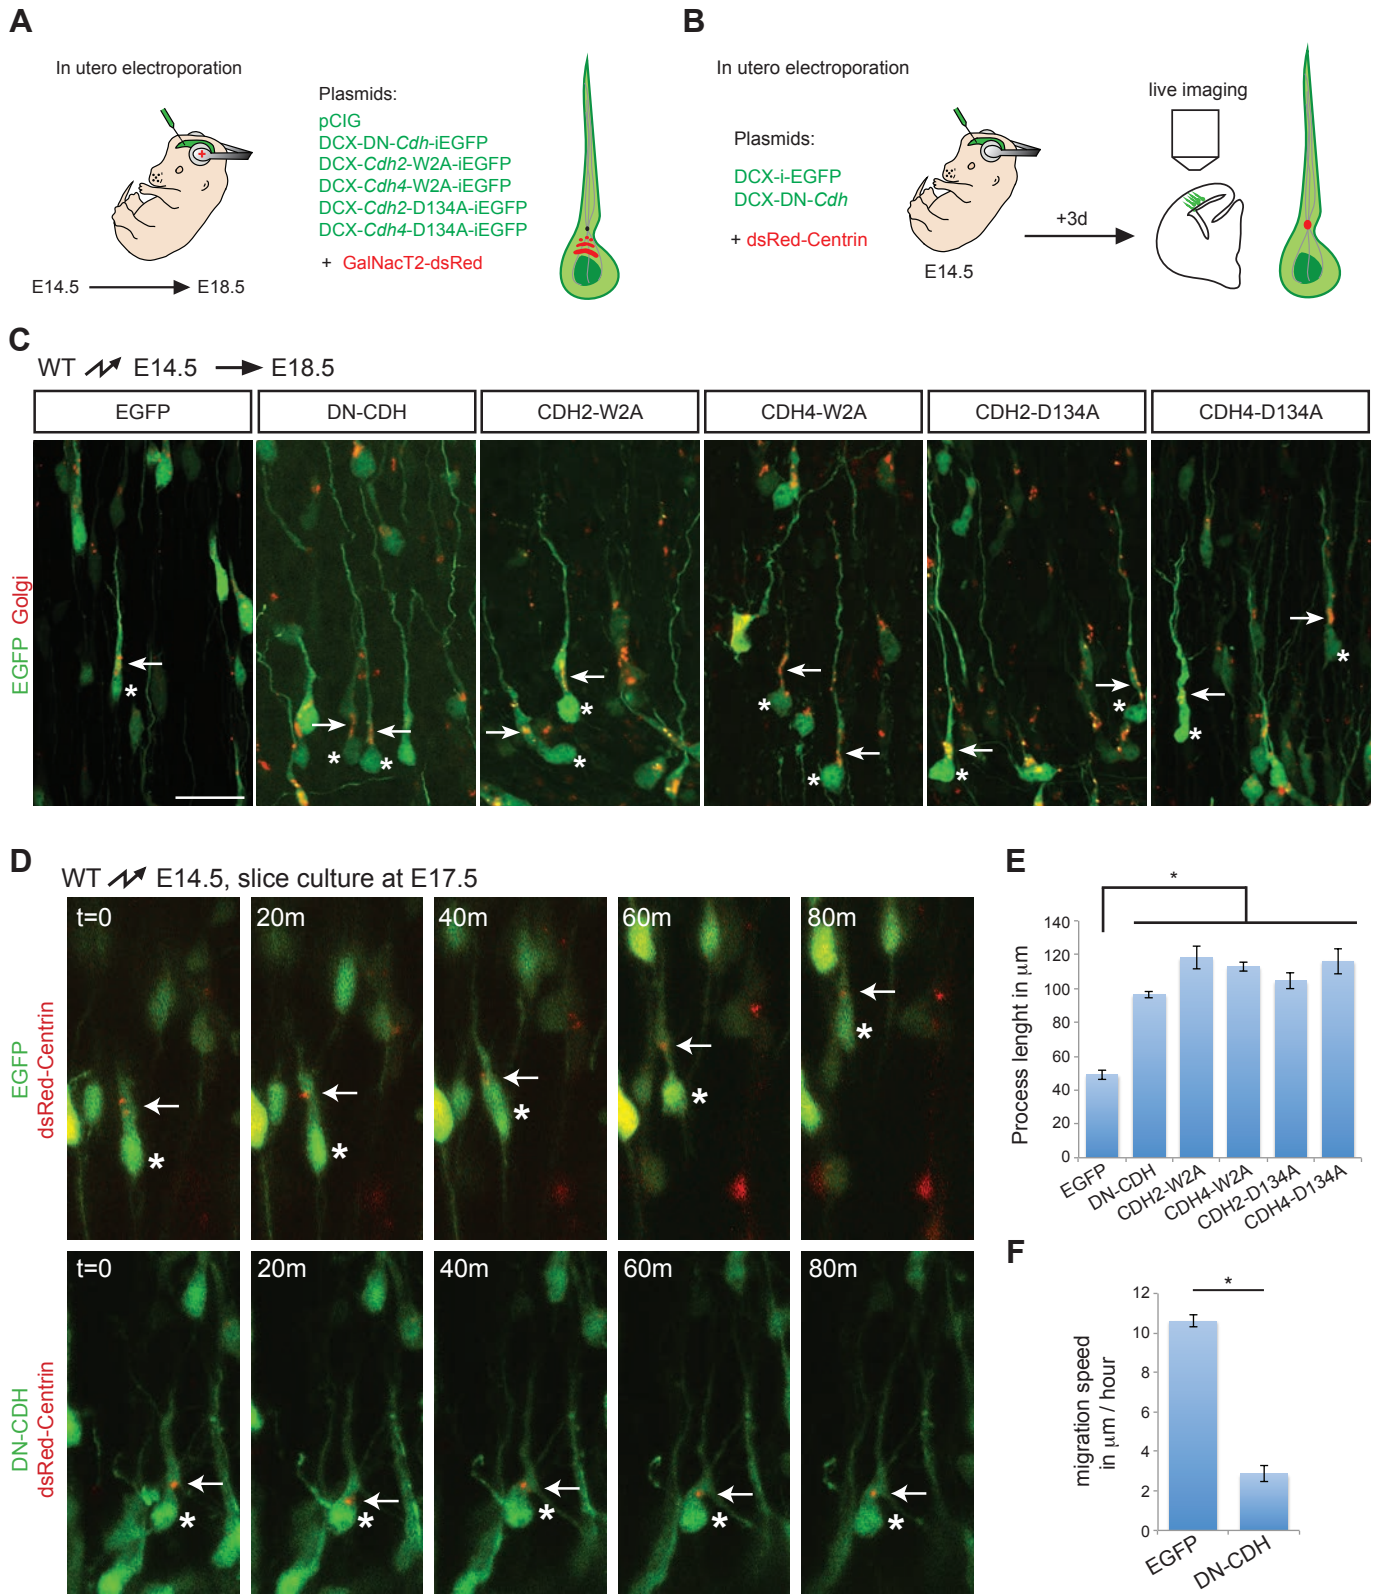 A
In utero electroporation
Plasmids:
pCIG
DCX-DN-Cdh-iEGFP
DCX-Cdh2-W2A-iEGFP
DCX-Cdh4-W2A-iEGFP
DCX-Cdh2-D134A-iEGFP
DCX-Cdh4-D134A-iEGFP
+ GalNacT2-dsRed
E14.5
E18.5
B
In utero electroporation
Plasmids:
DCX-i-EGFP
DCX-DN-Cdh
+ dsRed-Centrin
E14.5
+3d
live imaging
C
WT E14.5 E18.5
EGFP
DN-CDH
CDH2-W2A
CDH4-W2A
CDH2-D134A
CDH4-D134A
EGFP Golgi
* * * * * * * * * * * *
D
WT E14.5, slice culture at E17.5
EGFP
dsRed-Centrin
t=0
20m
40m
60m
80m
* * * * *
DN-CDH
dsRed-Centrin
t=0
20m
40m
60m
80m
* * * * *
E
*
Process lenght in μm
140
120
100
80
60
40
20
0
EGFP
DN-CDH
CDH2-W2A
CDH4-W2A
CDH2-D134A
CDH4-D134A
F
*
migration speed
in μm / hour
12
10
8
6
4
2
0
EGFP
DN-CDH